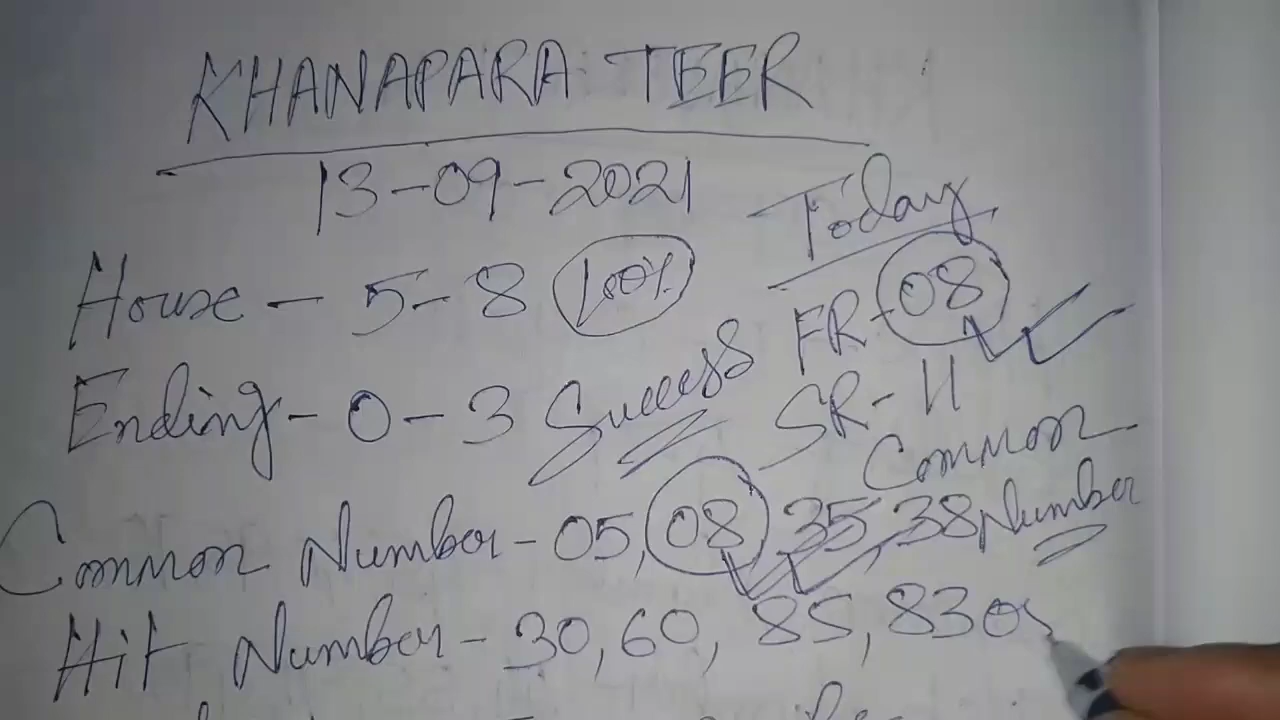 KHANAPARA TEER
13-09-2021
Today
House - 5-8 100%
FR - 08
Ending - 0-3 Success
SR - 11
Common Number - 05, 08, 35, 38
Common Number
Hit Number - 30, 60, 85, 83